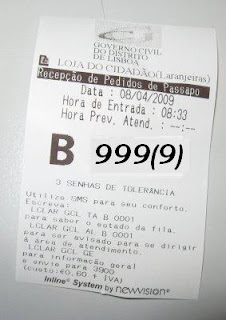 GOVERNO CIVIL
DO DISTRITO
DE LISBOA
LOJA DO CIDADÃO(Laranjeiras)
Recepção de Pedidos de Passapo
Data : 08/04/2009
Hora de Entrada : 08:33
Hora Prev. Atend. : --:--
B 999(9)
3 SENHAS DE TOLERÂNCIA
Utilize SMS para seu conforto.
Escreva:
LCLAR GCL TA B 0001
para saber o estado da fila.
LCLAR GCL AL B 0001
para ser avisado para se dirigir
à área de atendimento.
LCLAR GCL GE
para informação geral
e envie para 3900
(custo:€0.60 + IVA)
inline® System by newvision®